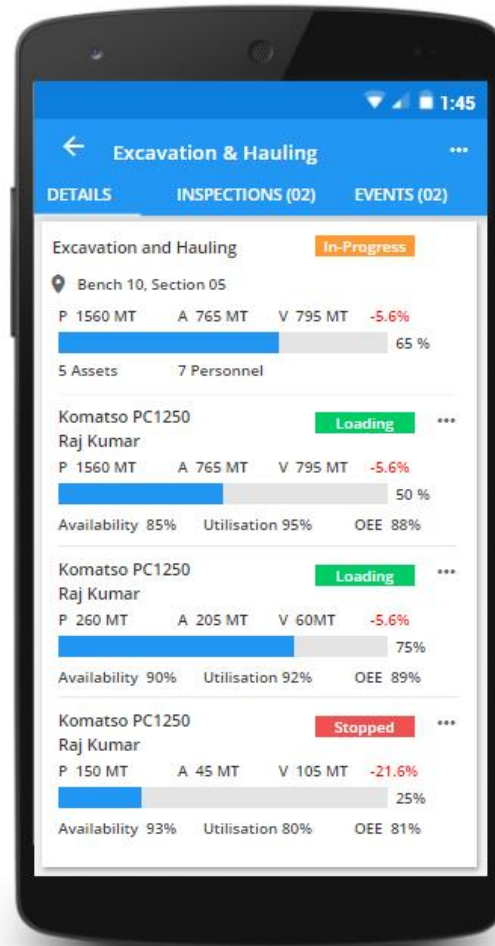 1:45
Excavation & Hauling
DETAILS INSPECTIONS (02) EVENTS (02)
Excavation and Hauling In-Progress
Bench 10, Section 05
P 1560 MT A 765 MT V 795 MT -5.6%
65 %
5 Assets 7 Personnel
Komatso PC1250 Loading
Raj Kumar
P 1560 MT A 765 MT V 795 MT -5.6%
50 %
Availability 85% Utilisation 95% OEE 88%
Komatso PC1250 Loading
Raj Kumar
P 260 MT A 205 MT V 60MT -5.6%
75%
Availability 90% Utilisation 92% OEE 89%
Komatso PC1250 Stopped
Raj Kumar
P 150 MT A 45 MT V 105 MT -21.6%
25%
Availability 93% Utilisation 80% OEE 81%